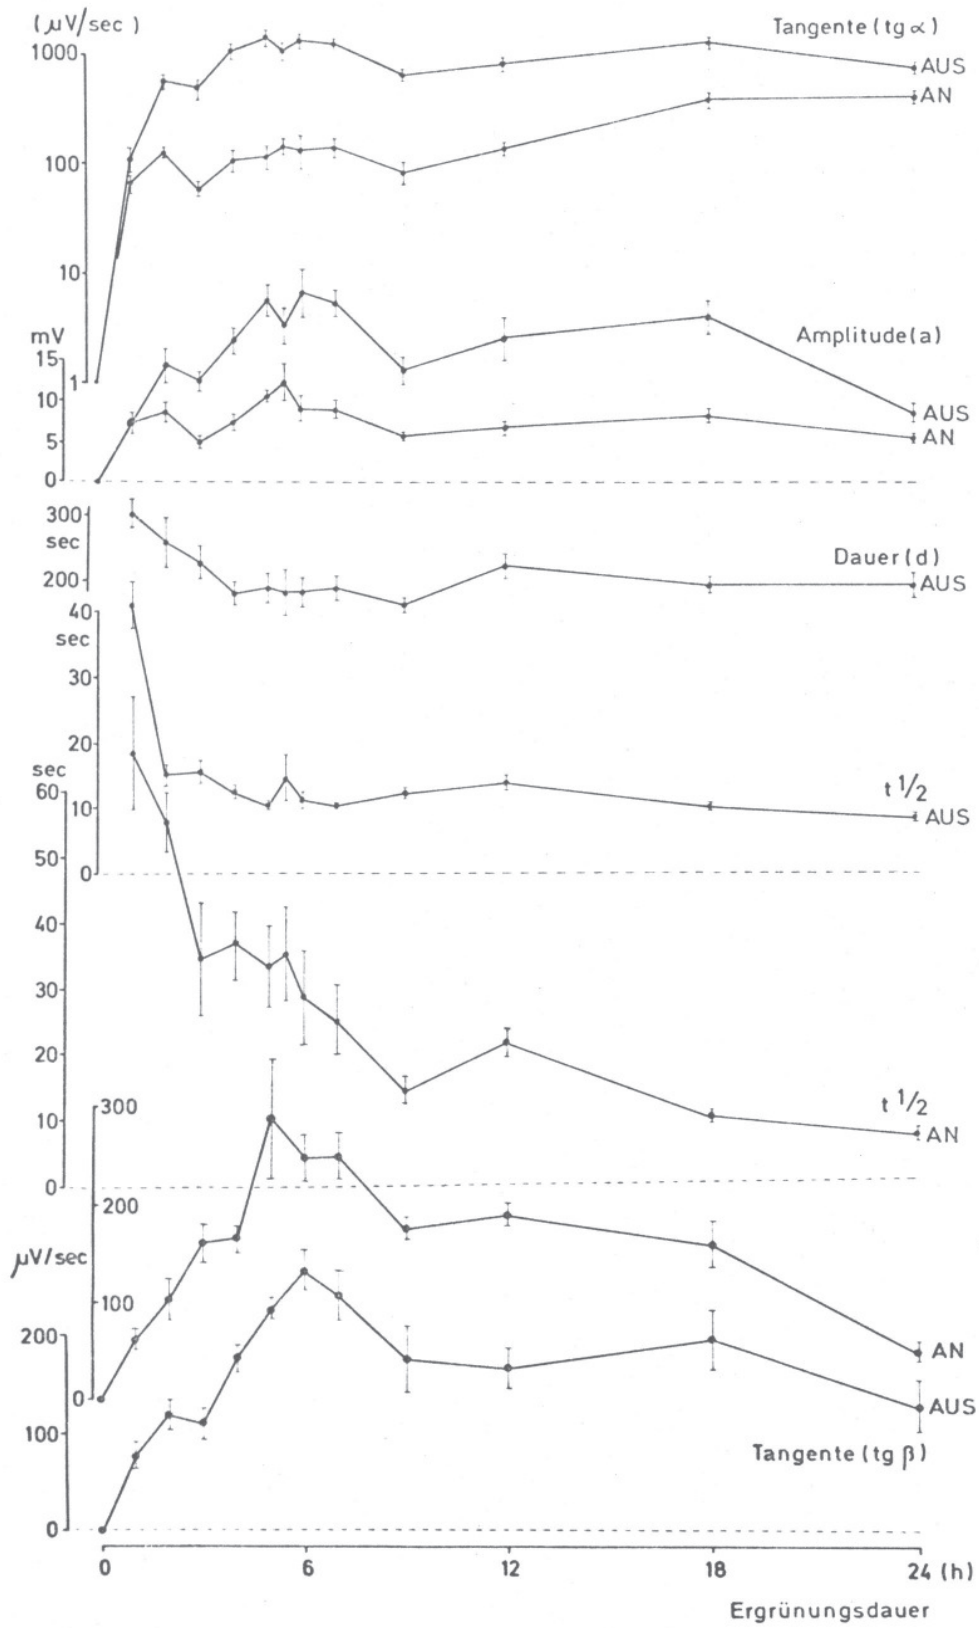 (µV/sec)
Tangente (tg α)
1000
AUS
AN
100
10
mV
Amplitude(a)
15
1
10
AUS
5
AN
0
300
sec
Dauer (d)
200
AUS
40
sec
30
20
sec
60
t 1/2
10
AUS
50
0
40
30
20
t 1/2
300
10
AN
0
200
µV/sec
100
200
AN
0
AUS
100
Tangente (tg β)
0
0 6 12 18 24 (h)
Ergrünungsdauer